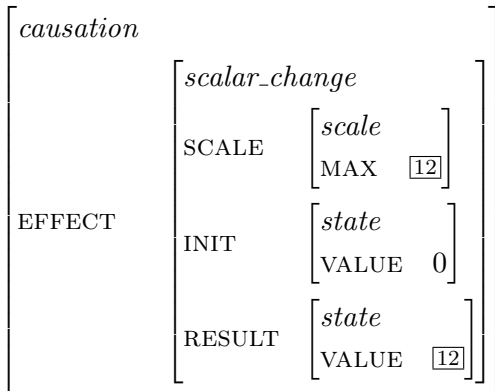 causation
scalar_change
scale
SCALE
MAX 12
EFFECT
state
INIT
VALUE 0
state
RESULT
VALUE 12